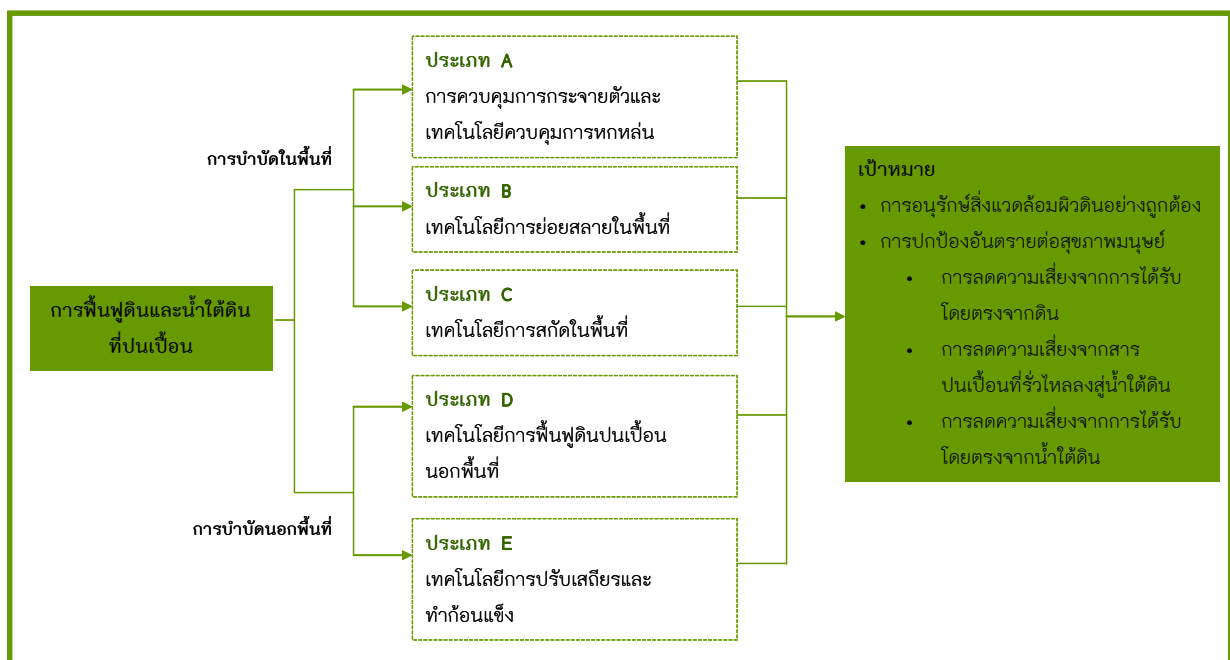 การฟื้นฟูดินและน้ำใต้ดิน
ที่ปนเปื้อน
การบำบัดในพื้นที่
ประเภท A
การควบคุมการกระจายตัวและ
เทคโนโลยีควบคุมการหกหล่น
ประเภท B
เทคโนโลยีการย่อยสลายในพื้นที่
ประเภท C
เทคโนโลยีการสกัดในพื้นที่
การบำบัดนอกพื้นที่
ประเภท D
เทคโนโลยีการฟื้นฟูดินปนเปื้อน
นอกพื้นที่
ประเภท E
เทคโนโลยีการปรับเสถียรและ
ทำก้อนแข็ง
เป้าหมาย
• การอนุรักษ์สิ่งแวดล้อมผิวดินอย่างถูกต้อง
• การปกป้องอันตรายต่อสุขภาพมนุษย์
• การลดความเสี่ยงจากการได้รับ
โดยตรงจากดิน
• การลดความเสี่ยงจากสาร
ปนเปื้อนที่รั่วไหลลงสู่น้ำใต้ดิน
• การลดความเสี่ยงจากการได้รับ
โดยตรงจากน้ำใต้ดิน